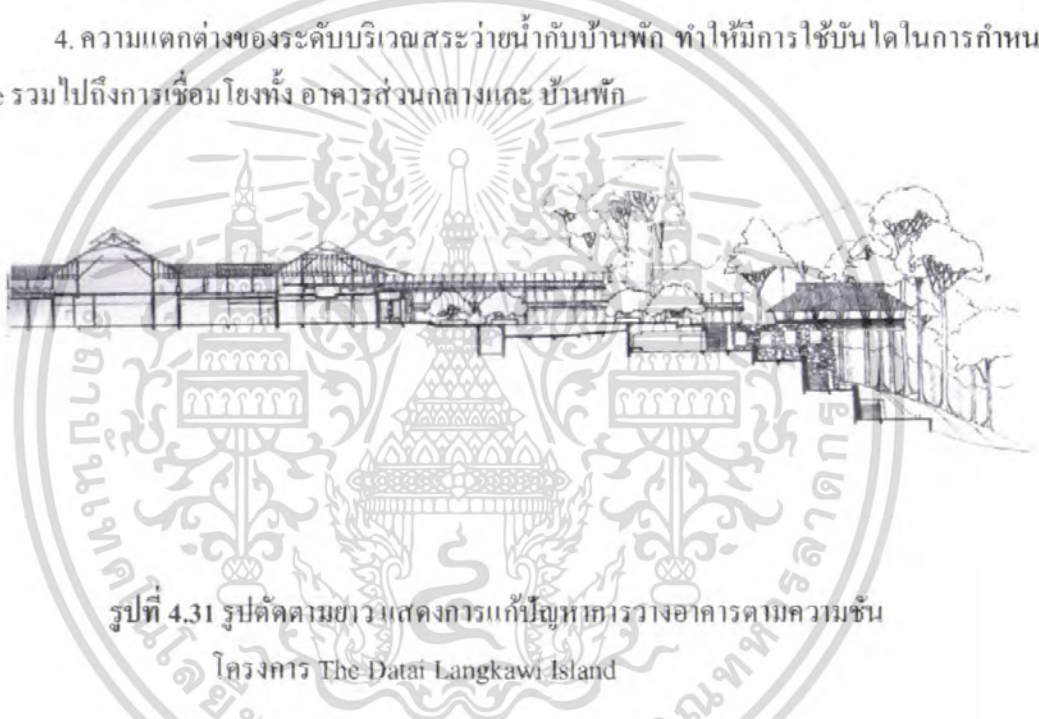 4. ความแตกต่างของระดับบริเวณสระว่ายน้ำกับบ้านพัก ทำให้มีการใช้บันไดในการกำหน
e รวมไปถึงการเชื่อมโยงทั้ง อาคารส่วนกลางและ บ้านพัก
รูปที่ 4.31 รูปตัดตามยาว แสดงการแก้ปัญหาการวางอาคารตามความชัน
โครงการ The Datai Langkawi Island